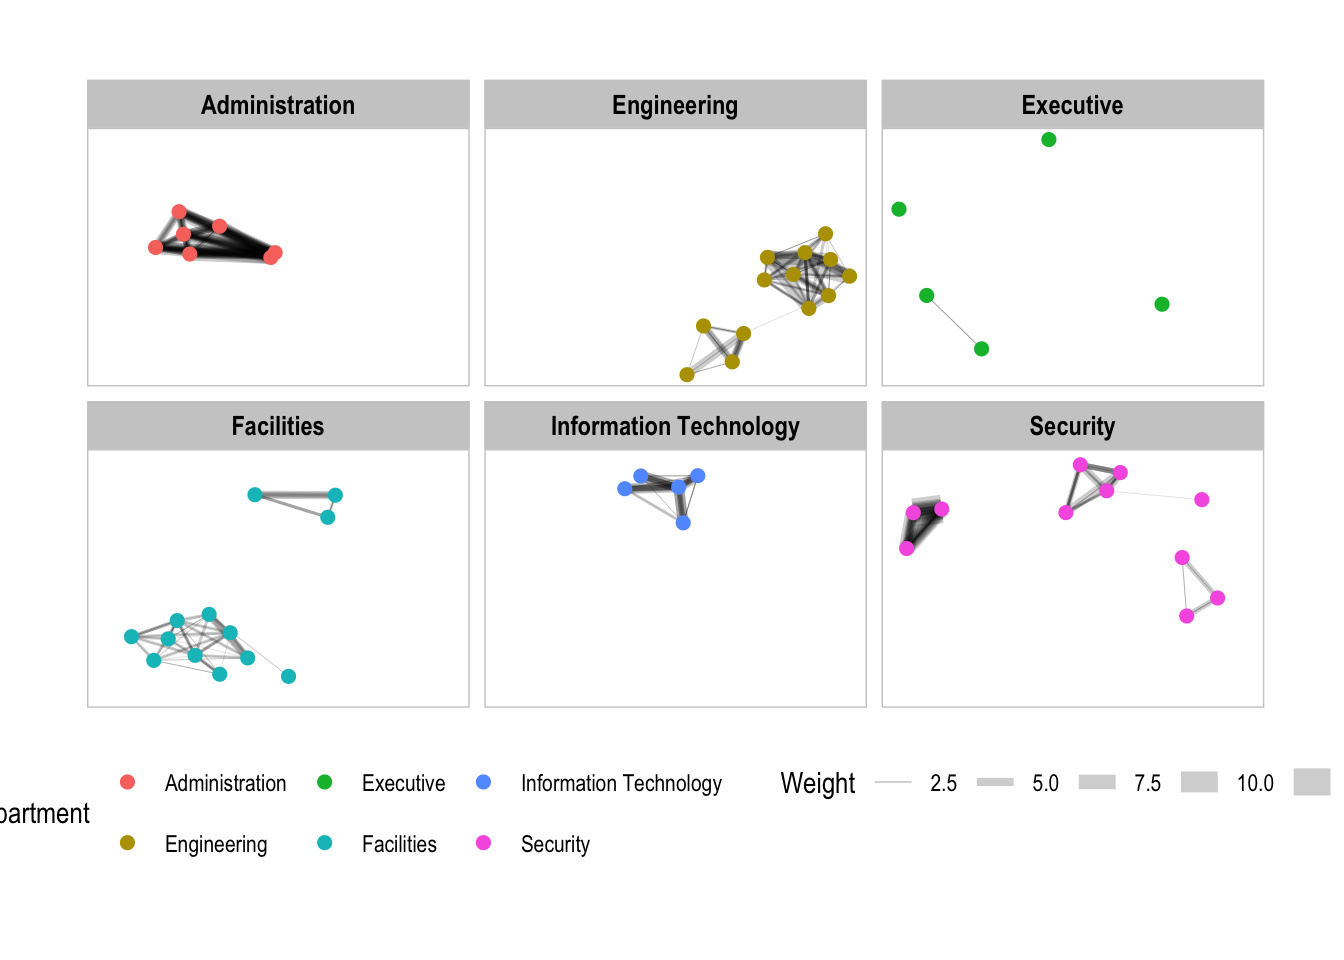 Administration
Engineering
Executive
Facilities
Information Technology
Security
Administration Executive Information Technology
Weight 2.5 5.0 7.5 10.0
partment
Engineering Facilities Security